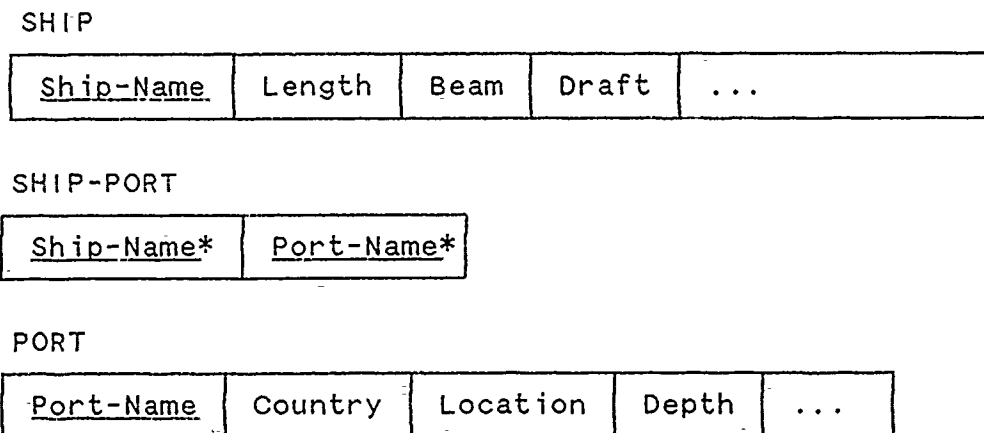 SHIP
Ship-Name Length Beam Draft ...
SHIP-PORT
Ship-Name* Port-Name*
PORT
Port-Name Country Location Depth ...